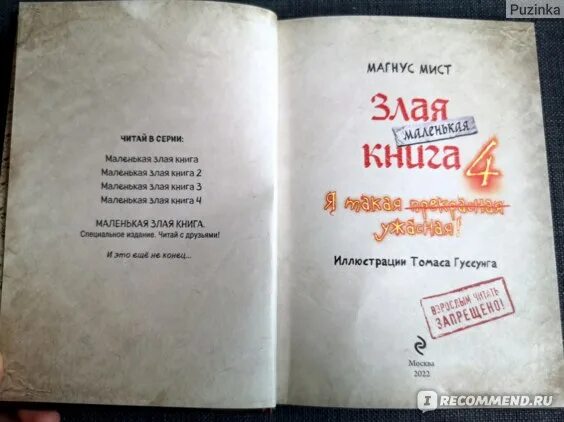 Puzinka
ЧИТАЙ В СЕРИИ:
Маленькая злая книга
Маленькая злая книга 2
Маленькая злая книга 3
Маленькая злая книга 4
МАЛЕНЬКАЯ ЗЛАЯ КНИГА.
Специальное издание. Читай с друзьями!
И это ещё не конец...
МАГНУС МИСТ
Злая
маленькая
книга 4
Я такая прекрасная
ужасная!
Иллюстрации Томаса Гуссунга
ВЗРОСЛЫМ ЧИТАТЬ
ЗАПРЕЩЕНО!
Москва
2022
I RECOMMEND.RU